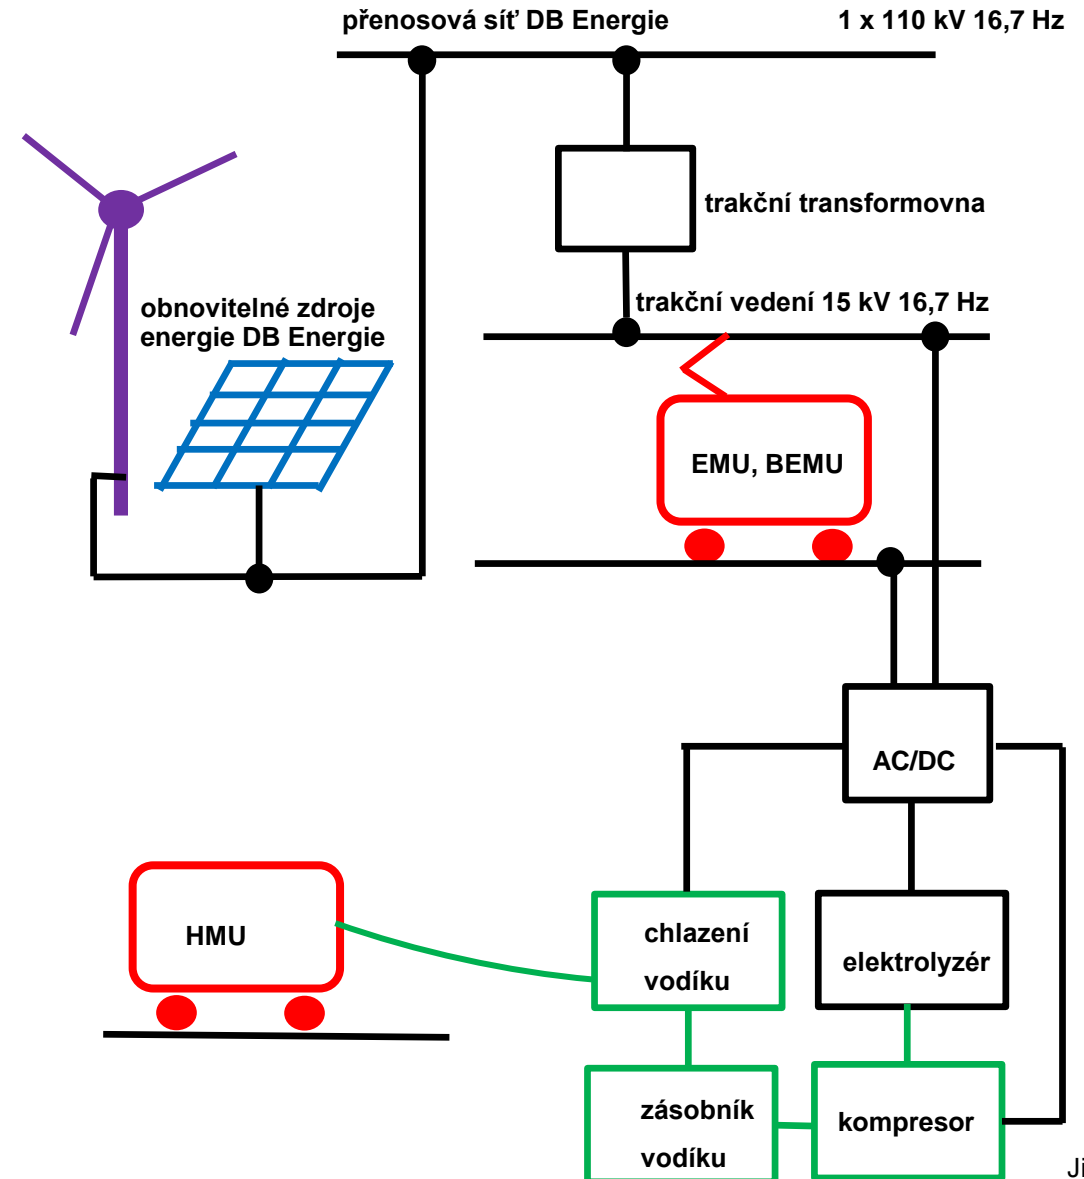 přenosová síť DB Energie
1 x 110 kV 16,7 Hz
trakční transformovna
obnovitelné zdroje
energie DB Energie
trakční vedení 15 kV 16,7 Hz
EMU, BEMU
AC/DC
HMU
chlazení
vodíku
elektrolyzér
zásobník
vodíku
kompresor
Ji